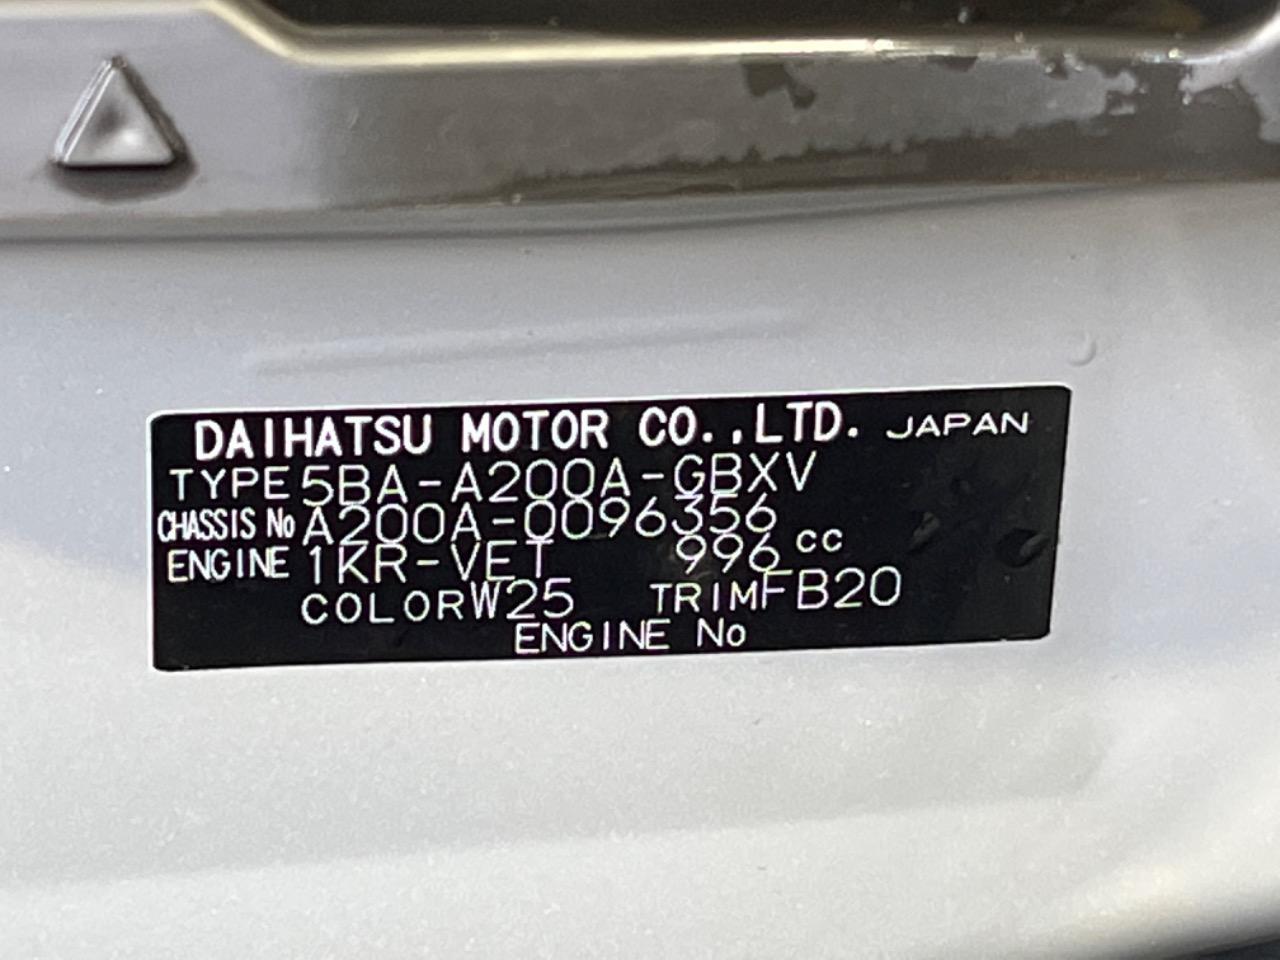 DAIHATSU MOTOR CO.,LTD. JAPAN
TYPE 5BA-A200A-GBXV
CHASSIS No A200A-0096356
ENGINE 1KR-VET 996 cc
COLOR W25 TRIM FB20
ENGINE No